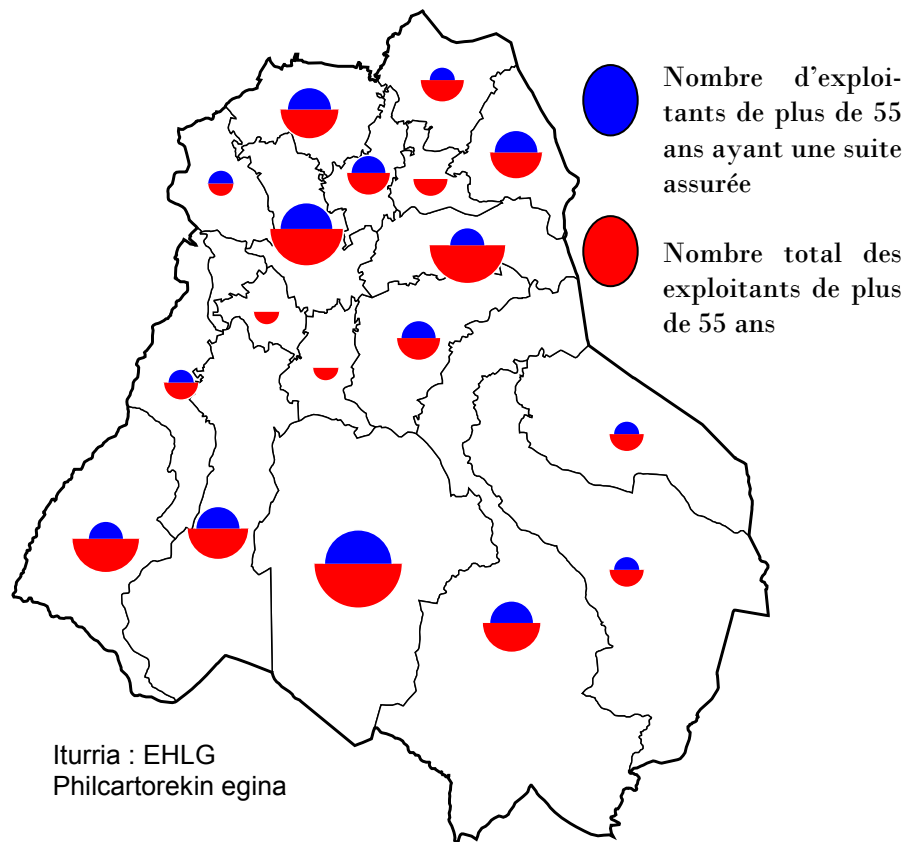 Nombre d'exploi-
tants de plus de 55
ans ayant une suite
assurée
Nombre total des
exploitants de plus
de 55 ans
Iturria : EHLG
Philcartorekin egina